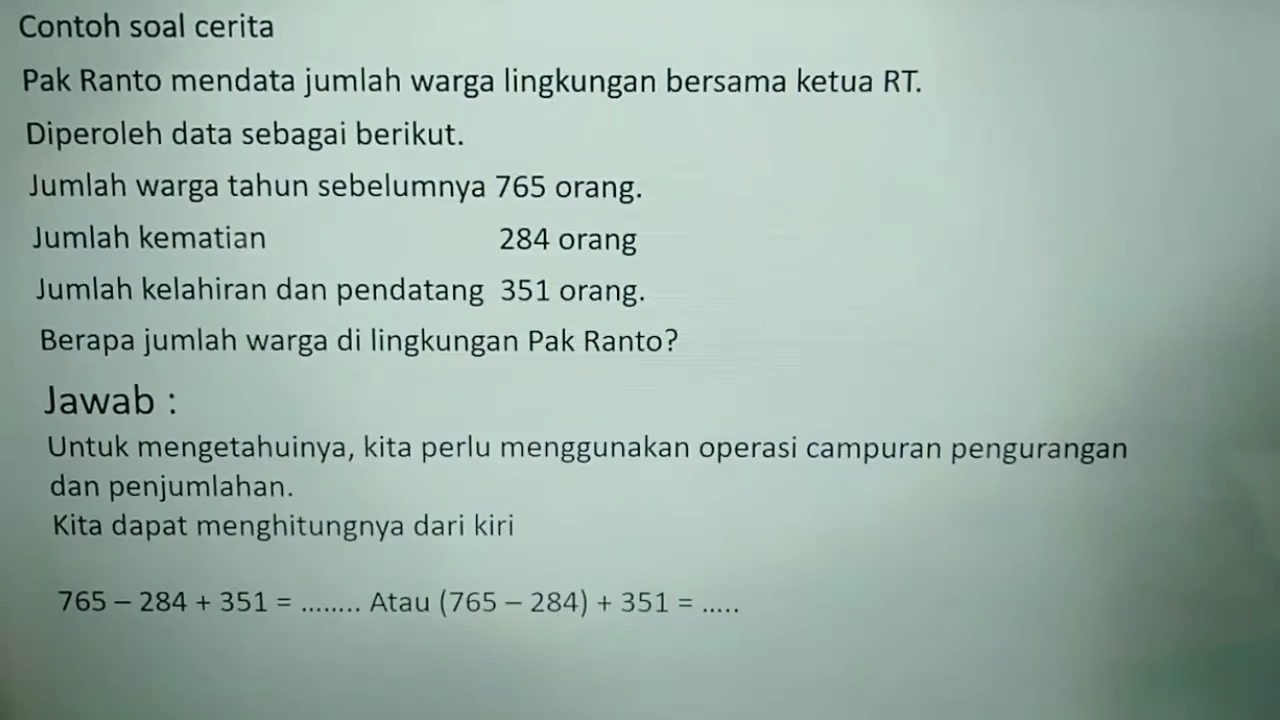 Contoh soal cerita
Pak Ranto mendata jumlah warga lingkungan bersama ketua RT.
Diperoleh data sebagai berikut.
Jumlah warga tahun sebelumnya 765 orang.
Jumlah kematian 284 orang
Jumlah kelahiran dan pendatang 351 orang.
Berapa jumlah warga di lingkungan Pak Ranto?
Jawab :
Untuk mengetahuinya, kita perlu menggunakan operasi campuran pengurangan
dan penjumlahan.
Kita dapat menghitungnya dari kiri
765 – 284 + 351 = ........ Atau (765 – 284) + 351 = .....